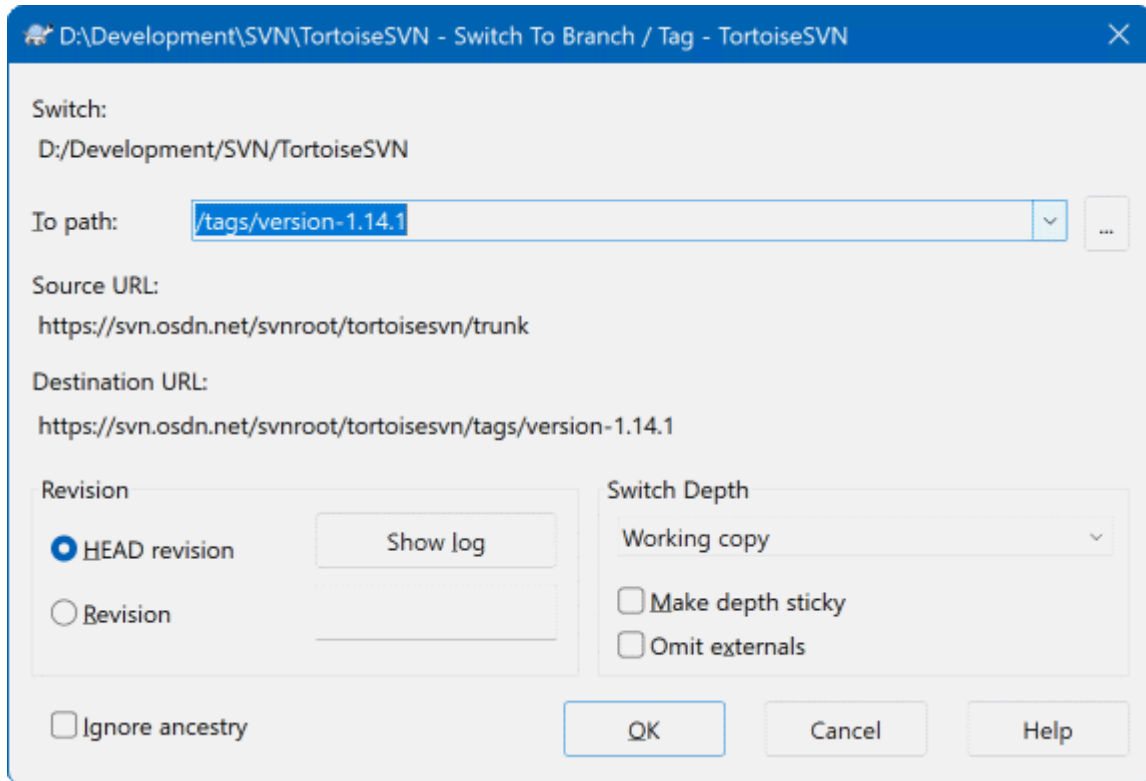 D:\Development\SVN\TortoiseSVN - Switch To Branch / Tag - TortoiseSVN
Switch:
D:/Development/SVN/TortoiseSVN
To path:
/tags/version-1.14.1
...
Source URL:
https://svn.osdn.net/svnroot/tortoisesvn/trunk
Destination URL:
https://svn.osdn.net/svnroot/tortoisesvn/tags/version-1.14.1
Revision
HEAD revision
Show log
Revision
Switch Depth
Working copy
Make depth sticky
Omit externals
Ignore ancestry
OK
Cancel
Help